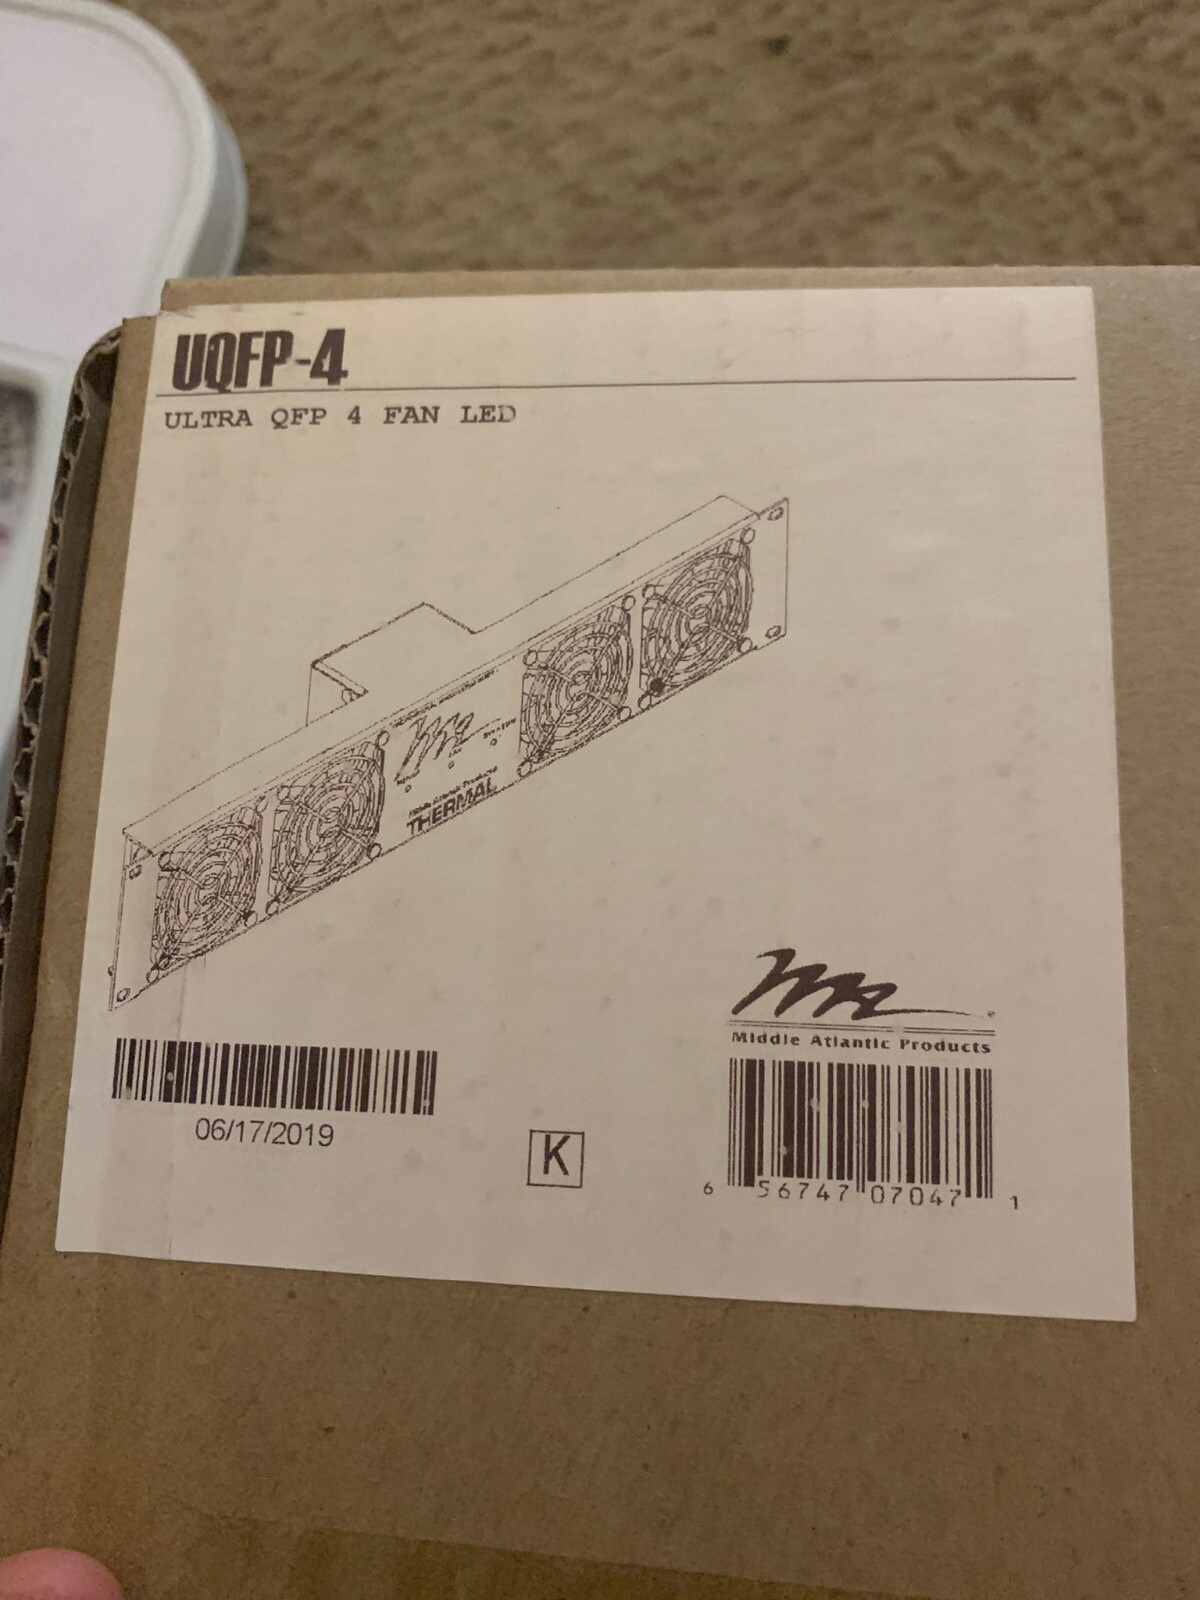 UQFP-4
ULTRA QFP 4 FAN LED
THERMAL
Middle Atlantic Products
06/17/2019
K
6 56747 07047 1